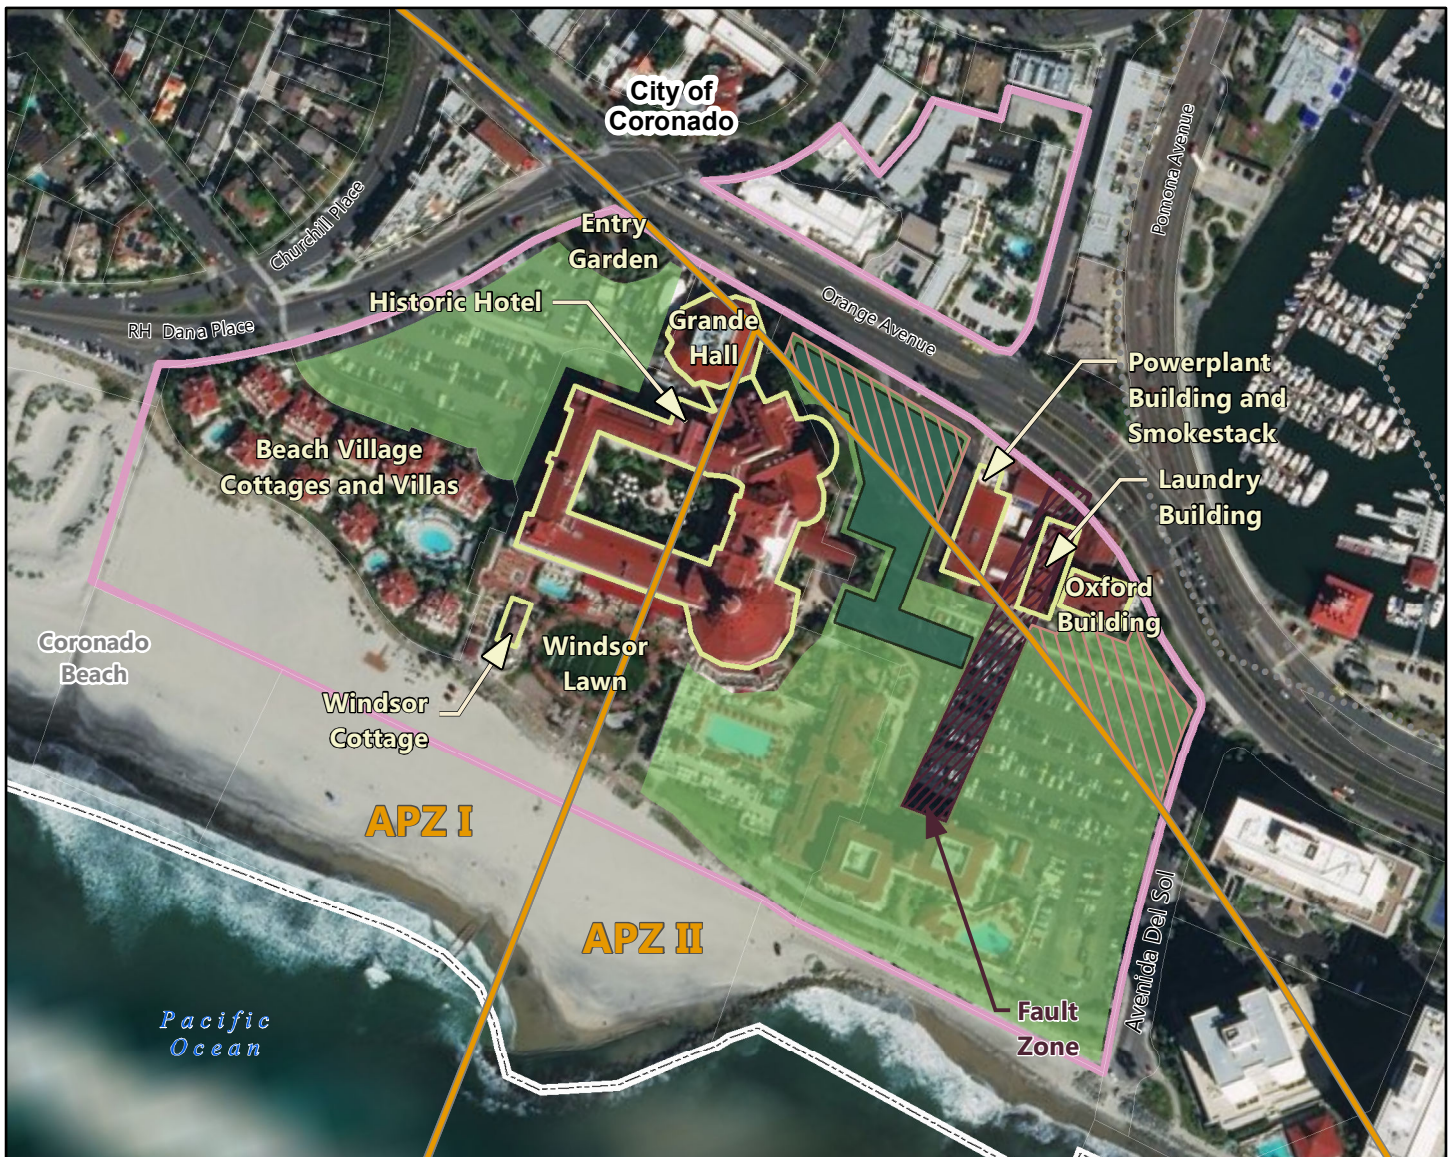 City of
Coronado
Pomona Avenue
Churchill Place
Entry
Garden
Historic Hotel
RH Dana Place
Grande
Hall
Orange Avenue
Powerplant
Building and
Smokestack
Beach Village
Cottages and Villas
Laundry
Building
Oxford
Building
Coronado
Beach
Windsor
Lawn
Windsor
Cottage
APZ I
APZ II
Avenida Del Sol
Fault
Zone
Pacific
Ocean